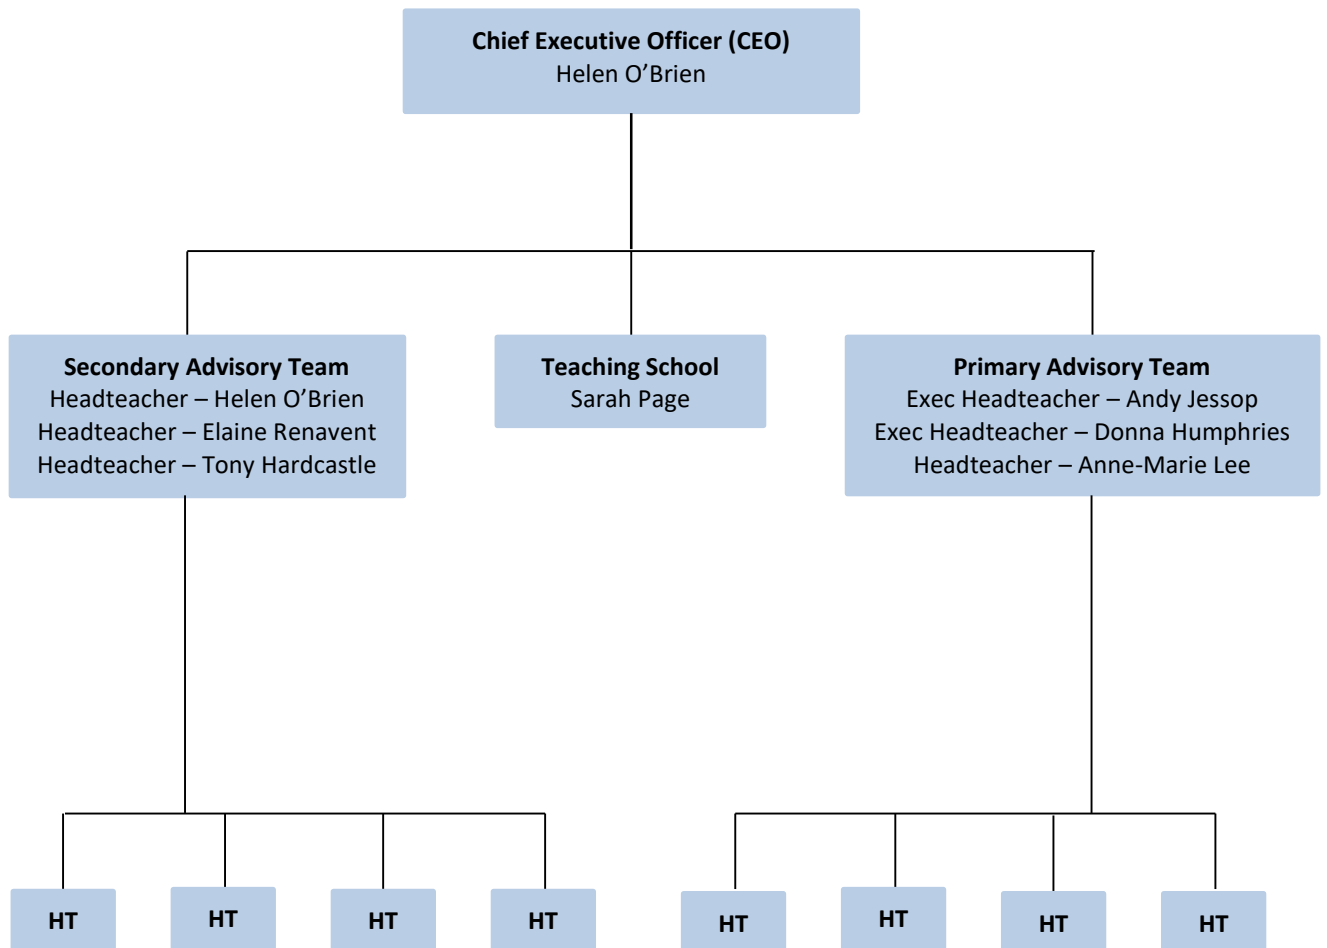 Chief Executive Officer (CEO)
Helen O’Brien
Secondary Advisory Team
Headteacher – Helen O’Brien
Headteacher – Elaine Renavent
Headteacher – Tony Hardcastle
Teaching School
Sarah Page
Primary Advisory Team
Exec Headteacher – Andy Jessop
Exec Headteacher – Donna Humphries
Headteacher – Anne-Marie Lee
HT
HT
HT
HT
HT
HT
HT
HT